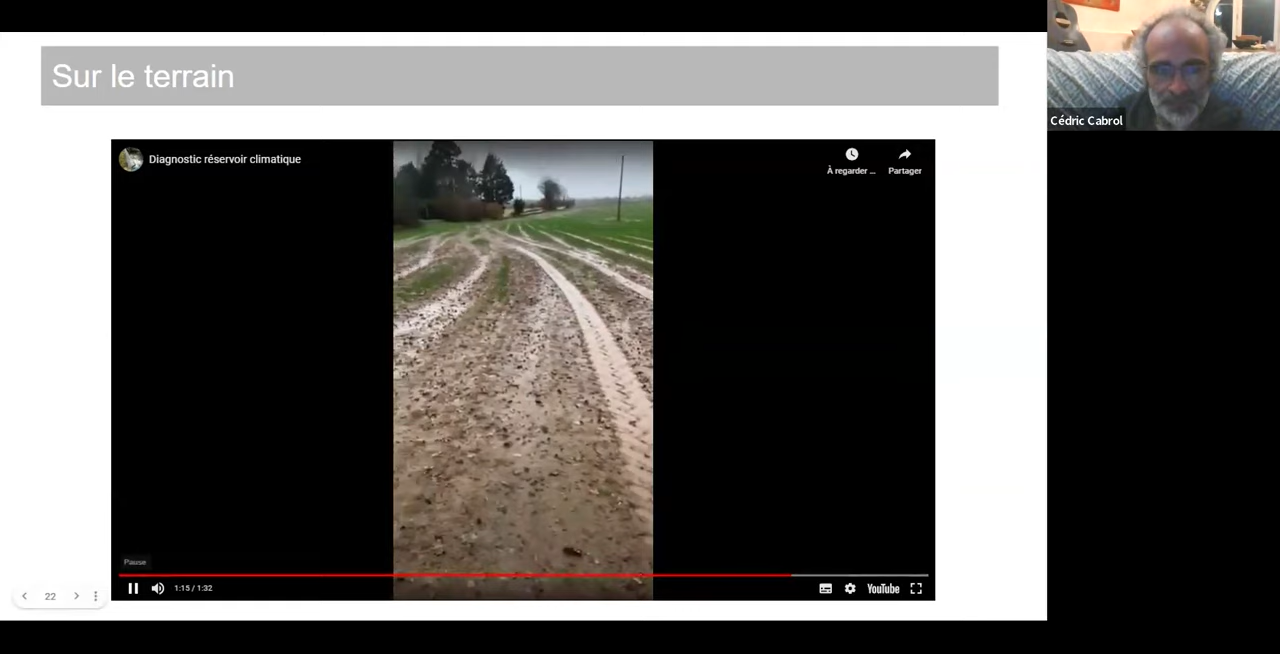 Sur le terrain
Cédric Cabrol
Diagnostic réservoir climatique
À regarder ...
Partager
Pause
1:15 / 1:32
YouTube
22